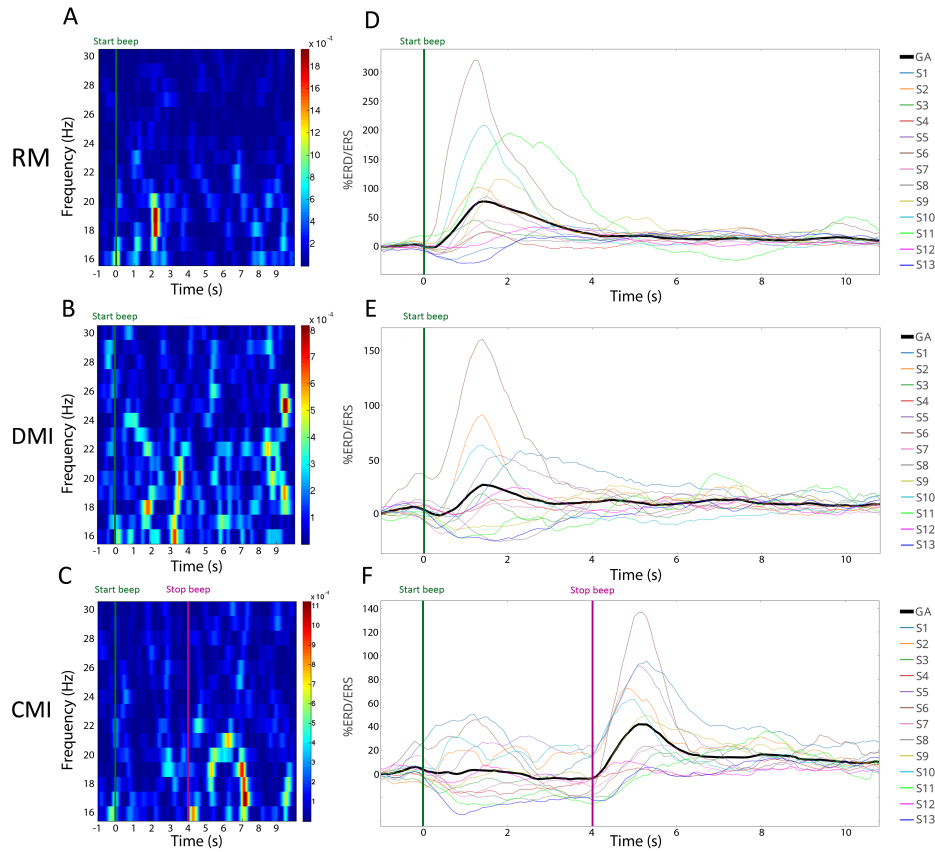 A
Start beep
x 10⁻⁴
RM
Frequency (Hz)
30
28
26
24
22
20
18
16
-1 0 1 2 3 4 5 6 7 8 9
Time (s)
18
16
14
12
10
8
6
4
2
D
Start beep
%ERD/ERS
300
250
200
150
100
50
0
0 2 4 6 8 10
Time (s)
GA
S1
S2
S3
S4
S5
S6
S7
S8
S9
S10
S11
S12
S13
B
Start beep
x 10⁻⁴
DMI
Frequency (Hz)
30
28
26
24
22
20
18
16
-1 0 1 2 3 4 5 6 7 8 9
Time (s)
8
7
6
5
4
3
2
1
E
Start beep
%ERD/ERS
150
100
50
0
0 2 4 6 8 10
Time (s)
GA
S1
S2
S3
S4
S5
S6
S7
S8
S9
S10
S11
S12
S13
C
Start beep Stop beep
x 10⁻⁴
CMI
Frequency (Hz)
30
28
26
24
22
20
18
16
-1 0 1 2 3 4 5 6 7 8 9
Time (s)
11
10
9
8
7
6
5
4
3
2
1
F
Start beep Stop beep
%ERD/ERS
140
120
100
80
60
40
20
0
0 2 4 6 8 10
Time (s)
GA
S1
S2
S3
S4
S5
S6
S7
S8
S9
S10
S11
S12
S13